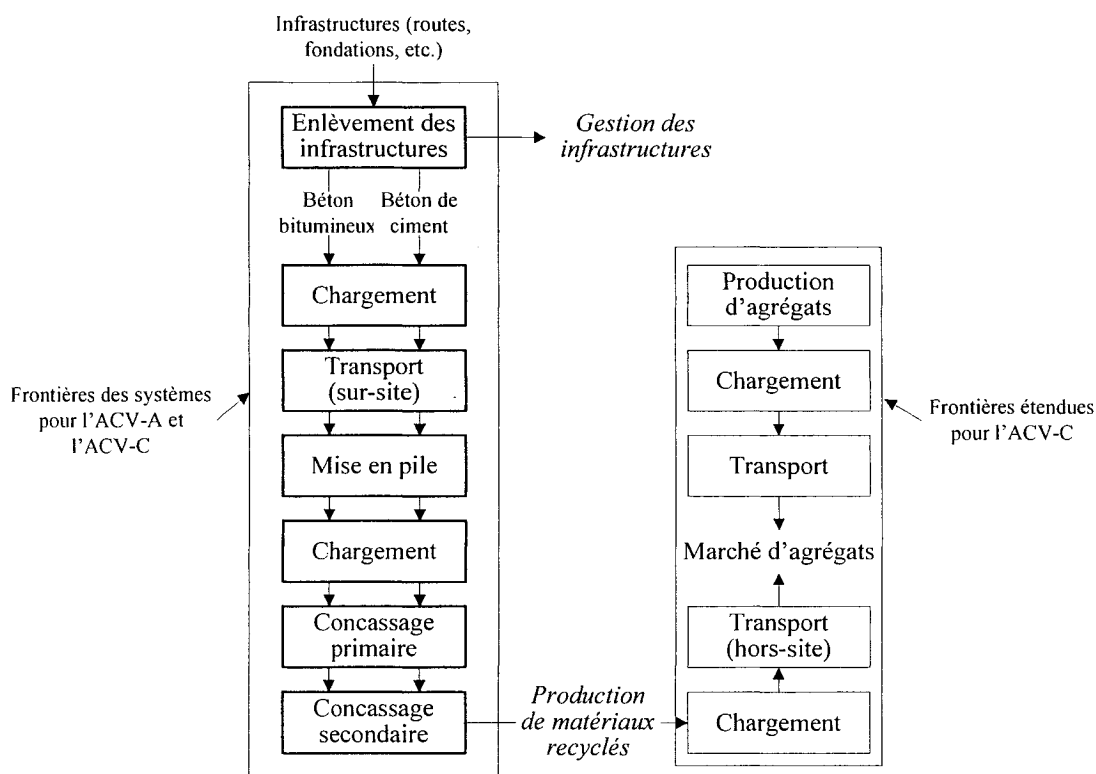 Infrastructures (routes,
fondations, etc.)
Enlèvement des
infrastructures
Gestion des
infrastructures
Béton
bitumineux
Béton de
ciment
Chargement
Transport
(sur-site)
Mise en pile
Chargement
Concassage
primaire
Concassage
secondaire
Frontières des systèmes
pour l'ACV-A et
l'ACV-C
Production
de matériaux
recyclés
Production
d'agrégats
Chargement
Transport
Marché d'agrégats
Transport
(hors-site)
Chargement
Frontières étendues
pour l'ACV-C